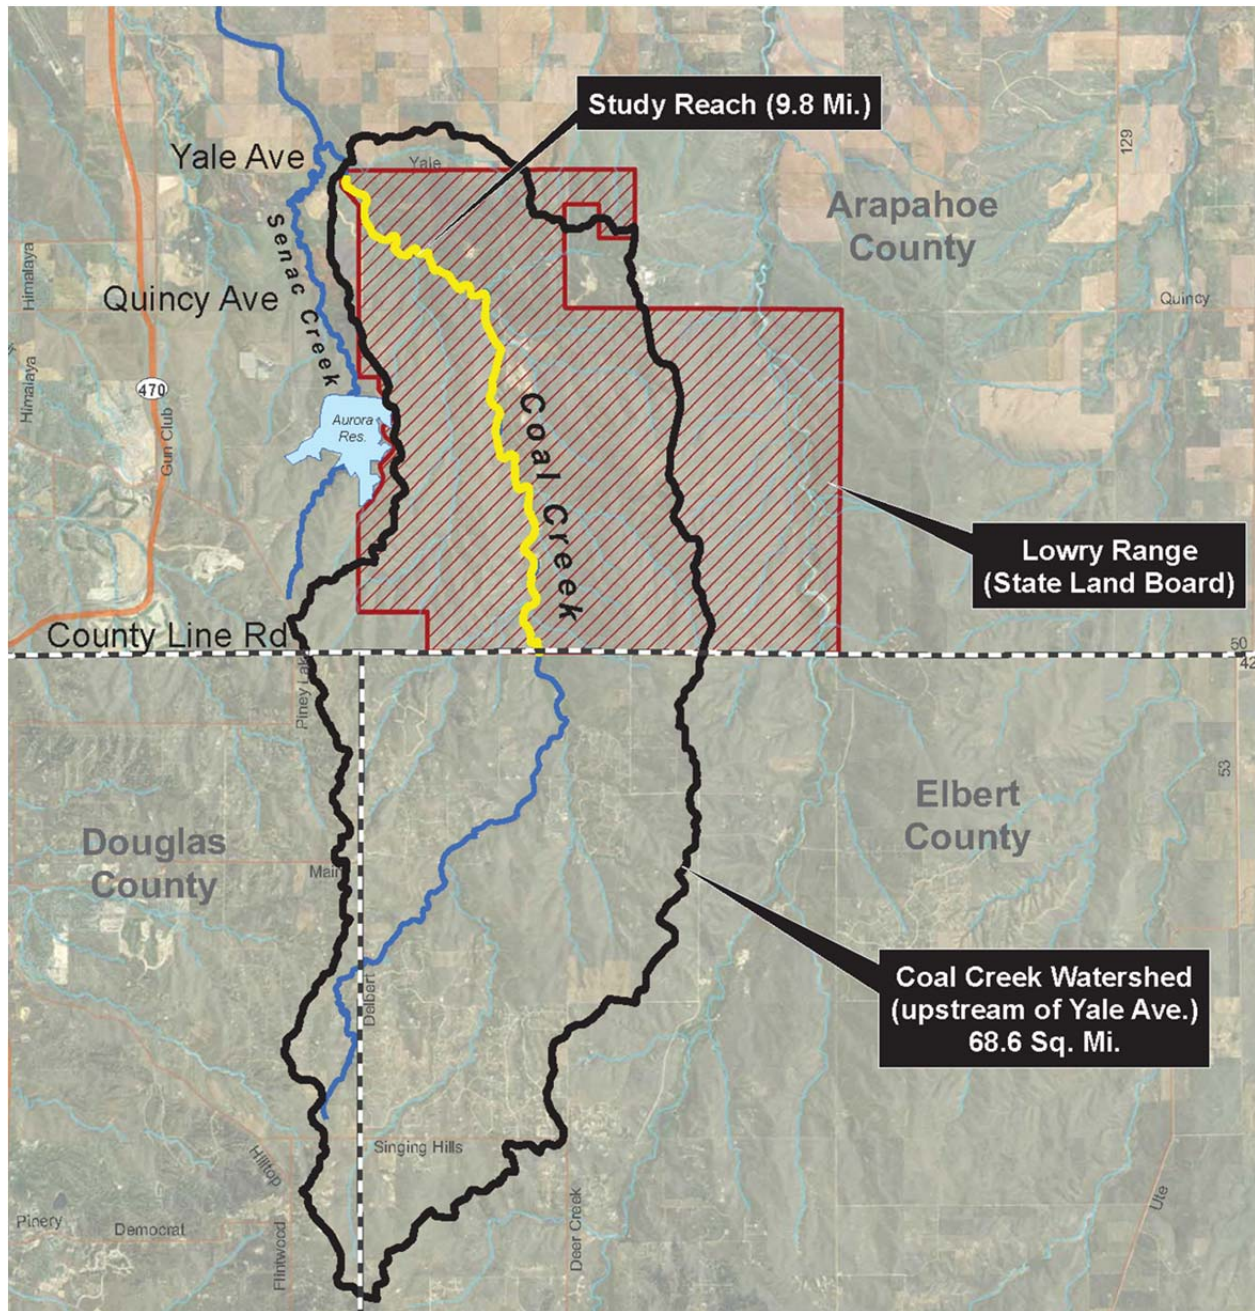 Study Reach (9.8 Mi.)
Yale Ave
Yale
129
Arapahoe
County
Senac Creek
Himalaya
Quincy Ave
Quincy
Himalaya
470
Gun Club
Aurora
Res.
Coal Creek
Lowry Range
(State Land Board)
County Line Rd
50
42
Piney Lak
53
Elbert
County
Douglas
County
Main
Coal Creek Watershed
(upstream of Yale Ave.)
68.6 Sq. Mi.
Delbert
Singing Hills
Hilltop
Deer Creek
Ute
Pinery
Democrat
Flintwood